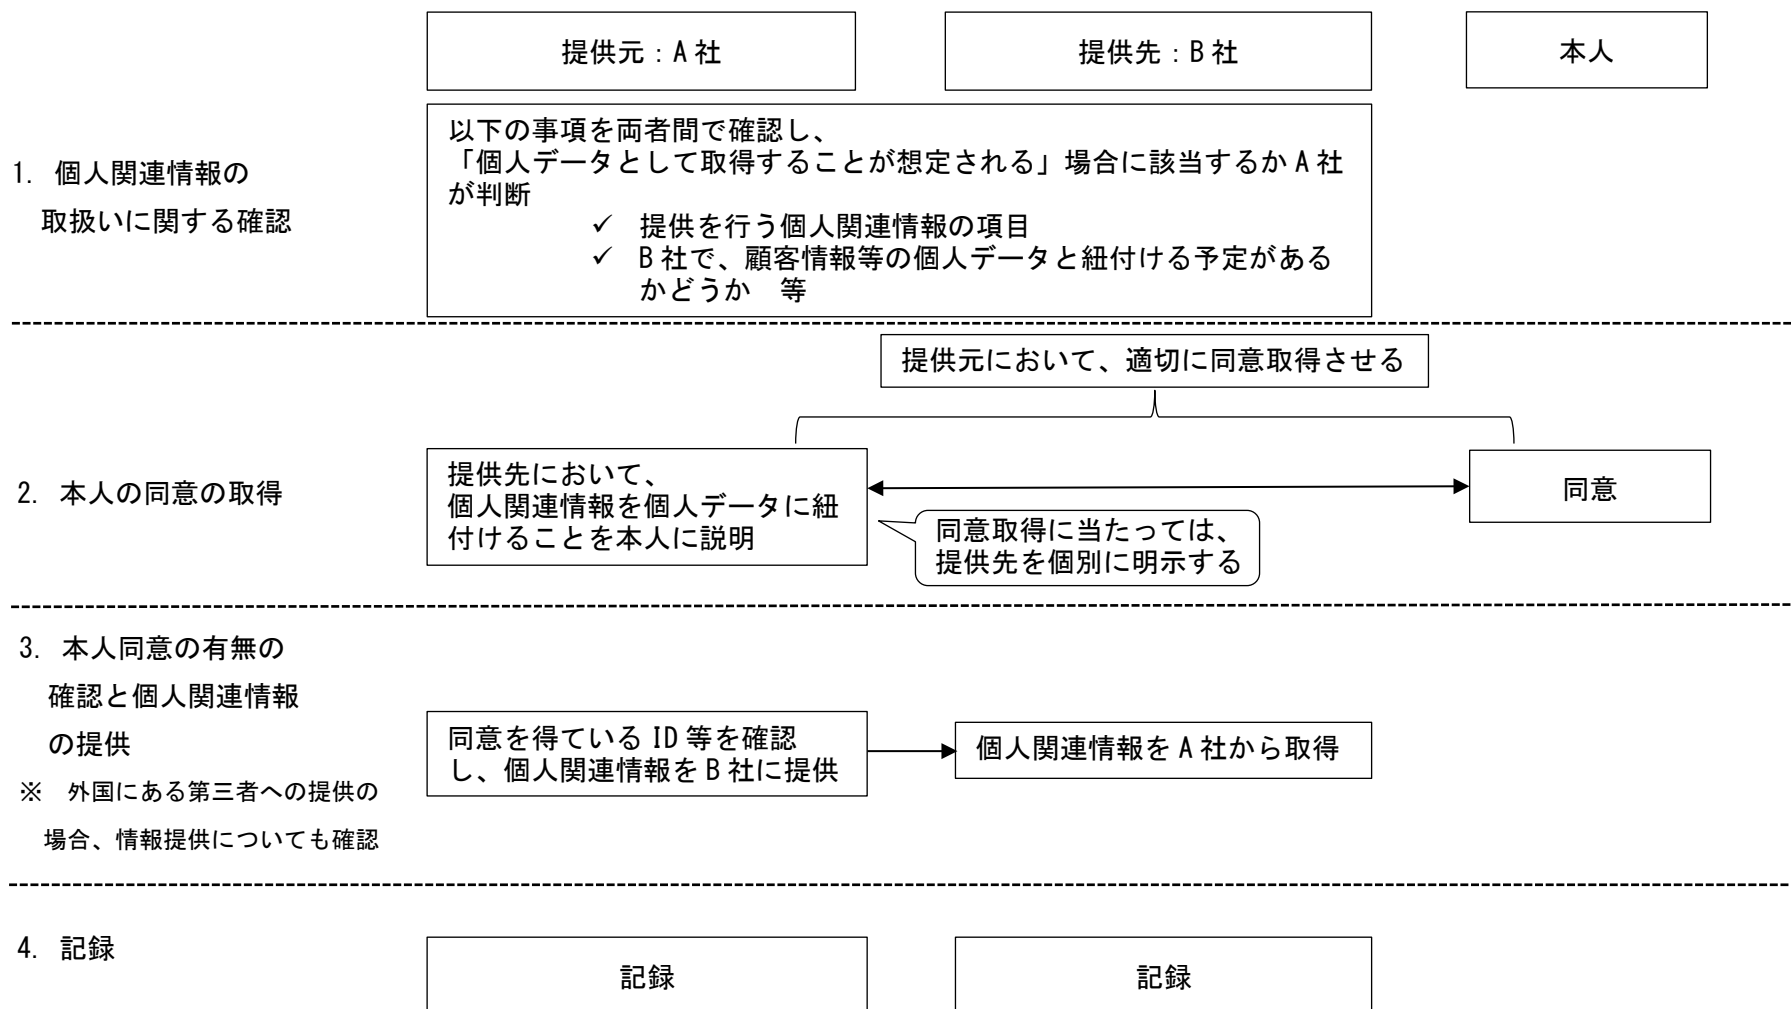 提供元：A社
提供先：B社
本人
1. 個人関連情報の
取扱いに関する確認
以下の事項を両者間で確認し、
「個人データとして取得することが想定される」場合に該当するかA社
が判断
✓ 提供を行う個人関連情報の項目
✓ B社で、顧客情報等の個人データと紐付ける予定がある
かどうか　等
提供元において、適切に同意取得させる
2. 本人の同意の取得
提供先において、
個人関連情報を個人データに紐
付けることを本人に説明
同意
同意取得に当たっては、
提供先を個別に明示する
3. 本人同意の有無の
確認と個人関連情報
の提供
※　外国にある第三者への提供の
場合、情報提供についても確認
同意を得ているID等を確認
し、個人関連情報をB社に提供
個人関連情報をA社から取得
4. 記録
記録
記録